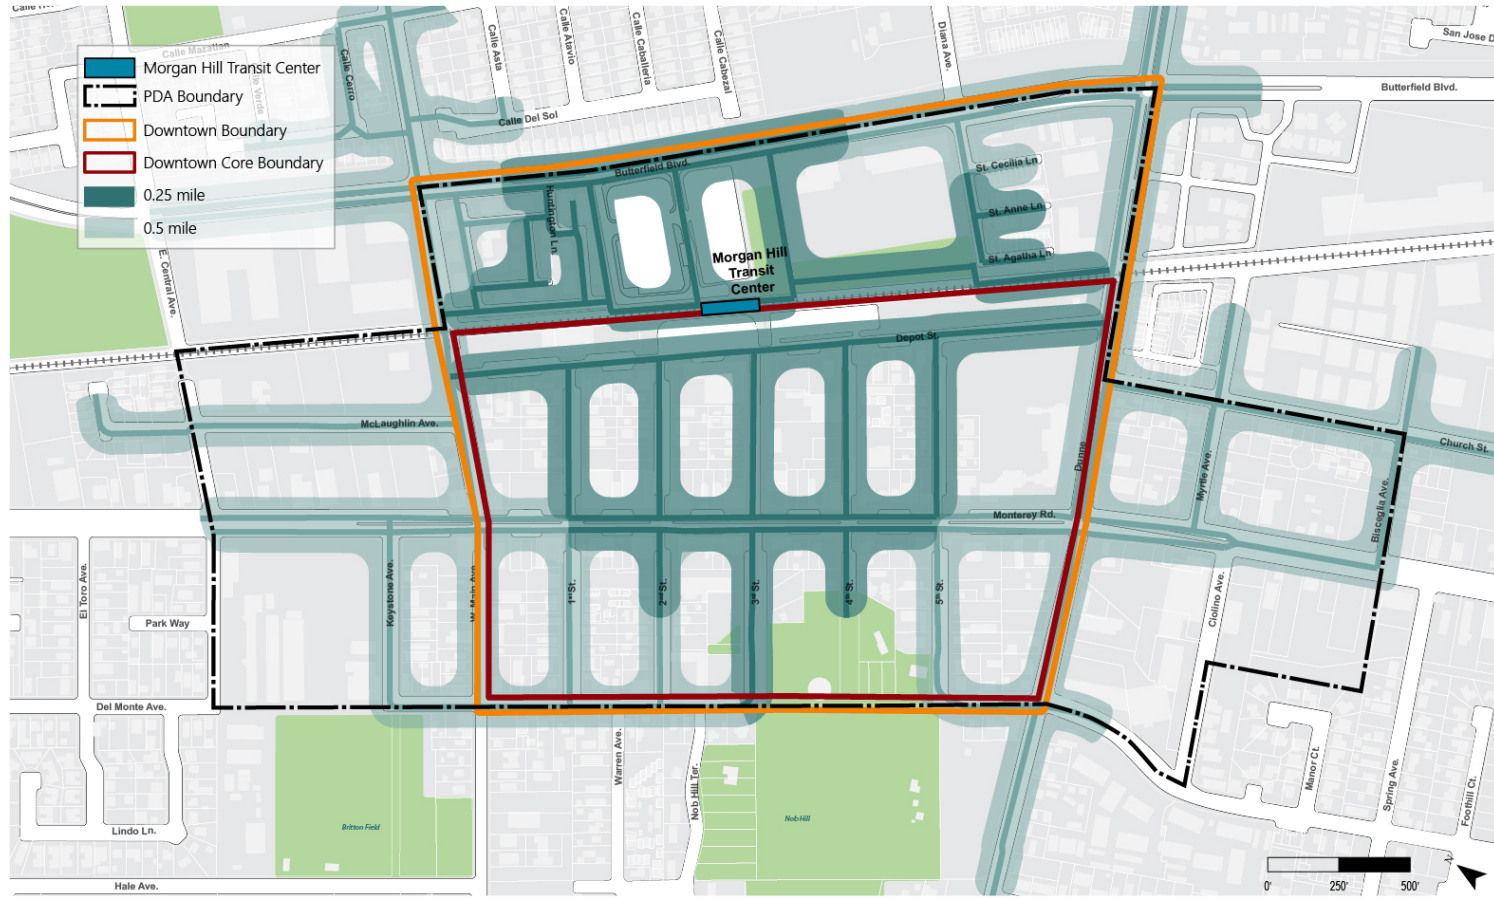 Calle Mazatlan
Calle Cerro
Calle Asta
Calle Atavio
Calle Caballeria
Calle Cabezal
Diana Ave.
San Jose D
Butterfield Blvd.
Calle Del Sol
Morgan Hill Transit Center
PDA Boundary
Downtown Boundary
Downtown Core Boundary
0.25 mile
0.5 mile
Butterfield Blvd.
Huntington Ln
St. Cecilia Ln
St. Anne Ln
St. Agatha Ln
E. Central Ave.
Morgan Hill
Transit
Center
Depot St.
McLaughlin Ave.
Church St.
Dunne
Myrtle Ave.
Bisceglia Ave.
Monterey Rd.
El Toro Ave.
Keystone Ave.
W. Main Ave.
1st St.
2nd St.
3rd St.
4th St.
5th St.
Ciolino Ave.
Park Way
Del Monte Ave.
Warren Ave.
Nob Hill Ter.
Manor Ct.
Spring Ave.
Foothill Ct.
Lindo Ln.
Britton Field
Nob Hill
Hale Ave.
N
0'
250'
500'